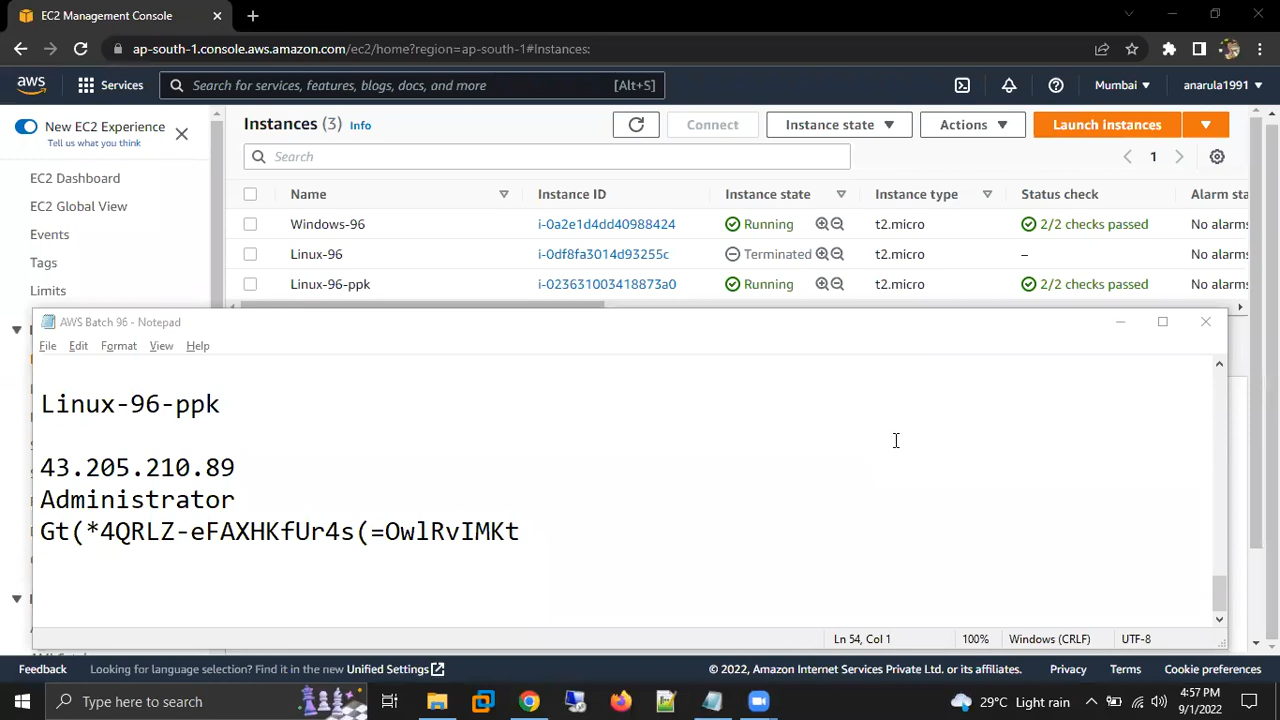 EC2 Management Console
ap-south-1.console.aws.amazon.com/ec2/home?region=ap-south-1#Instances:
aws
Services
Search for services, features, blogs, docs, and more
[Alt+S]
Mumbai
anarula1991
New EC2 Experience
Tell us what you think
EC2 Dashboard
EC2 Global View
Events
Tags
Limits
Instances (3)
Info
Connect
Instance state
Actions
Launch instances
Search
1
Name
Instance ID
Instance state
Instance type
Status check
Alarm sta
Windows-96
i-0a2e1d4dd40988424
Running
t2.micro
2/2 checks passed
No alarms
Linux-96
i-0df8fa3014d93255c
Terminated
t2.micro
–
No alarms
Linux-96-ppk
i-023631003418873a0
Running
t2.micro
2/2 checks passed
No alarms
AWS Batch 96 - Notepad
File
Edit
Format
View
Help
Linux-96-ppk
43.205.210.89
Administrator
Gt(*4QRLZ-eFAXHKfUr4s(=OwlRvIMKt
Ln 54, Col 1
100%
Windows (CRLF)
UTF-8
Feedback
Looking for language selection? Find it in the new Unified Settings
© 2022, Amazon Internet Services Private Ltd. or its affiliates.
Privacy
Terms
Cookie preferences
Type here to search
29°C Light rain
4:57 PM
9/1/2022